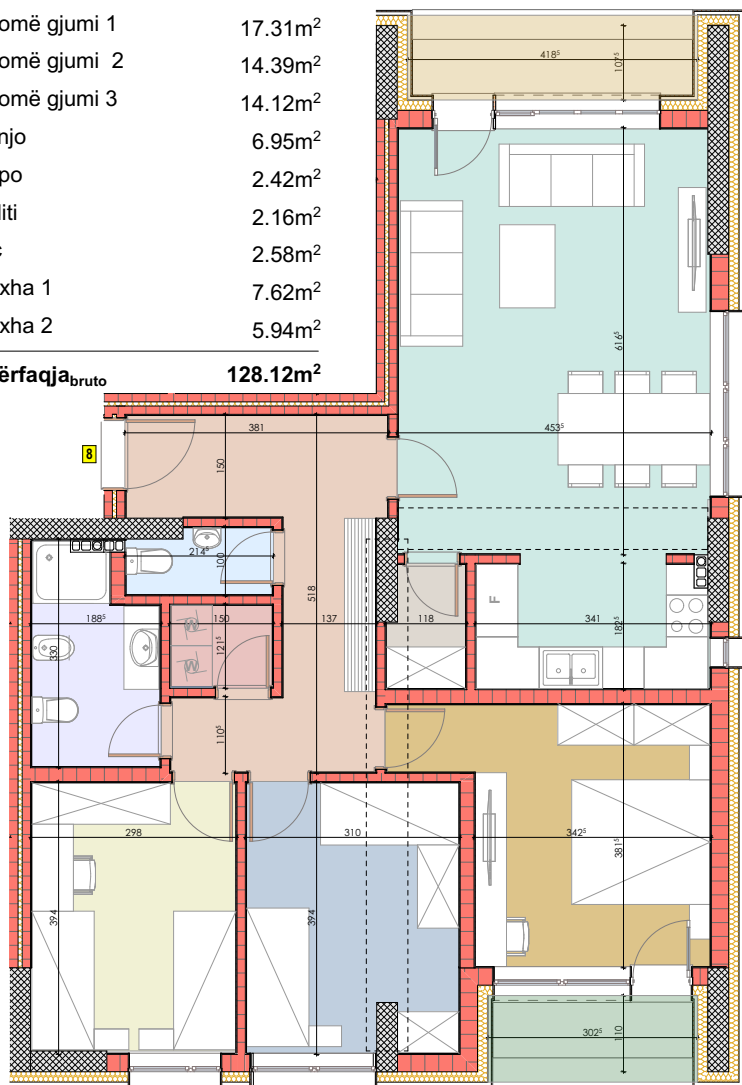 omë gjumi 1 17.31m²
omë gjumi 2 14.39m²
omë gjumi 3 14.12m²
njo 6.95m²
po 2.42m²
liti 2.16m²
2.58m²
xha 1 7.62m²
xha 2 5.94m²
ërfaqja bruto 128.12m²
418⁵
107⁵
616⁵
453⁵
381
8
150
214⁵
100
518
188⁵
330
150
121⁵
137
118
F
341
182⁵
M
M
110⁵
298
394
310
394
342⁵
381⁵
302⁵
110